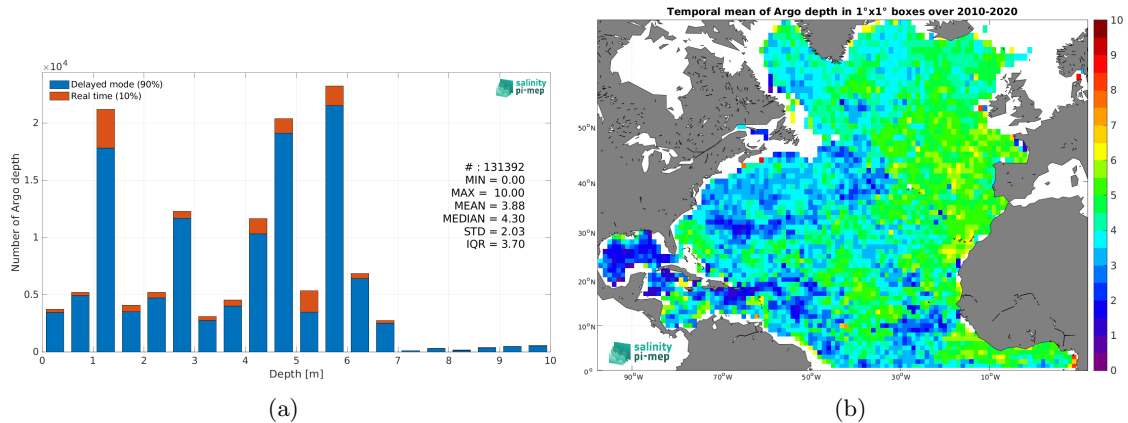 ×10⁴
Number of Argo depth
2
1.5
1
0.5
0
Delayed mode (90%)
Real time (10%)
salinity
pi-mep
# : 131392
MIN = 0.00
MAX = 10.00
MEAN = 3.88
MEDIAN = 4.30
STD = 2.03
IQR = 3.70
0 1 2 3 4 5 6 7 8 9 10
Depth [m]
(a)
Temporal mean of Argo depth in 1°x1° boxes over 2010-2020
50°N
40°N
30°N
20°N
10°N
0°
90°W 70°W 50°W 30°W 10°W
salinity
pi-mep
10
9
8
7
6
5
4
3
2
1
0
(b)